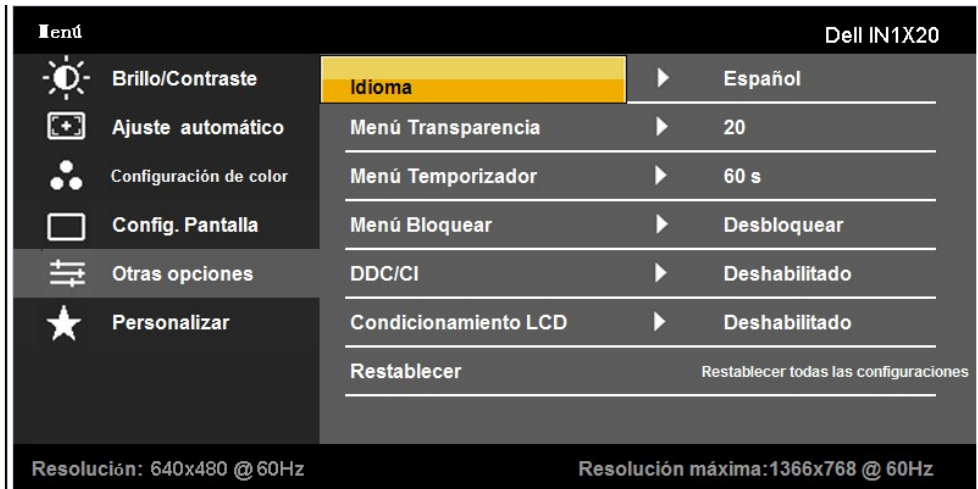 Menú Dell IN1X20
Brillo/Contraste Idioma Español
Ajuste automático Menú Transparencia 20
Configuración de color Menú Temporizador 60 s
Config. Pantalla Menú Bloquear Desbloquear
Otras opciones DDC/CI Deshabilitado
Personalizar Condicionamiento LCD Deshabilitado
Restablecer Restablecer todas las configuraciones
Resolución: 640x480 @ 60Hz Resolución máxima:1366x768 @ 60Hz